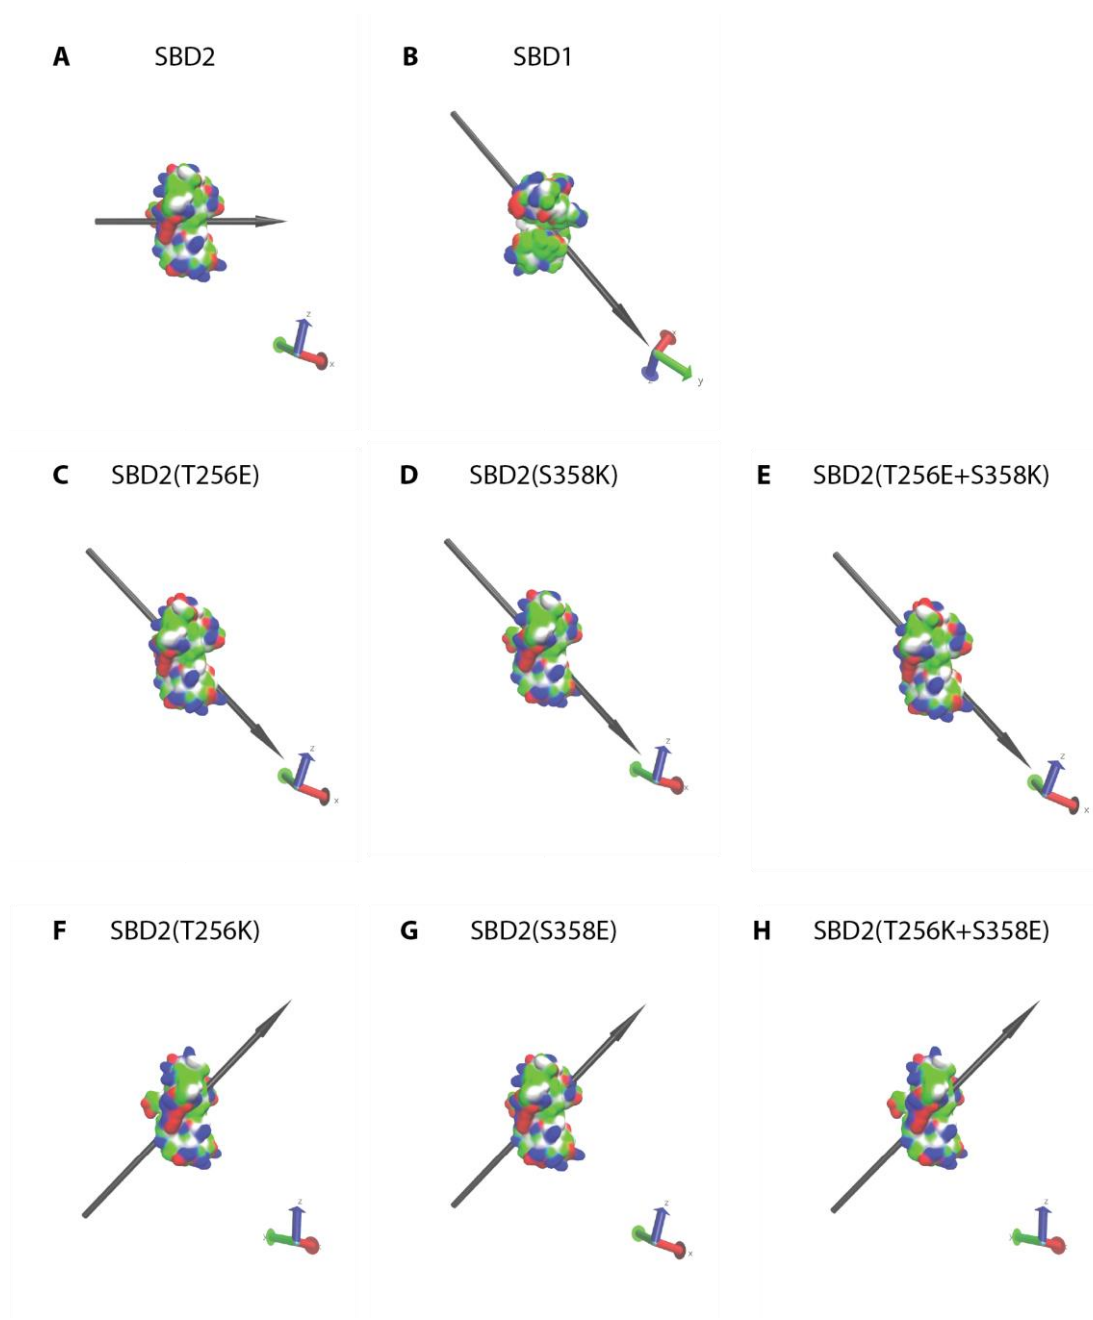 A SBD2 B SBD1
z
x
x
z
y
C SBD2(T256E) D SBD2(S358K) E SBD2(T256E+S358K)
z
x
z
x
z
x
F SBD2(T256K) G SBD2(S358E) H SBD2(T256K+S358E)
z
z
x
z